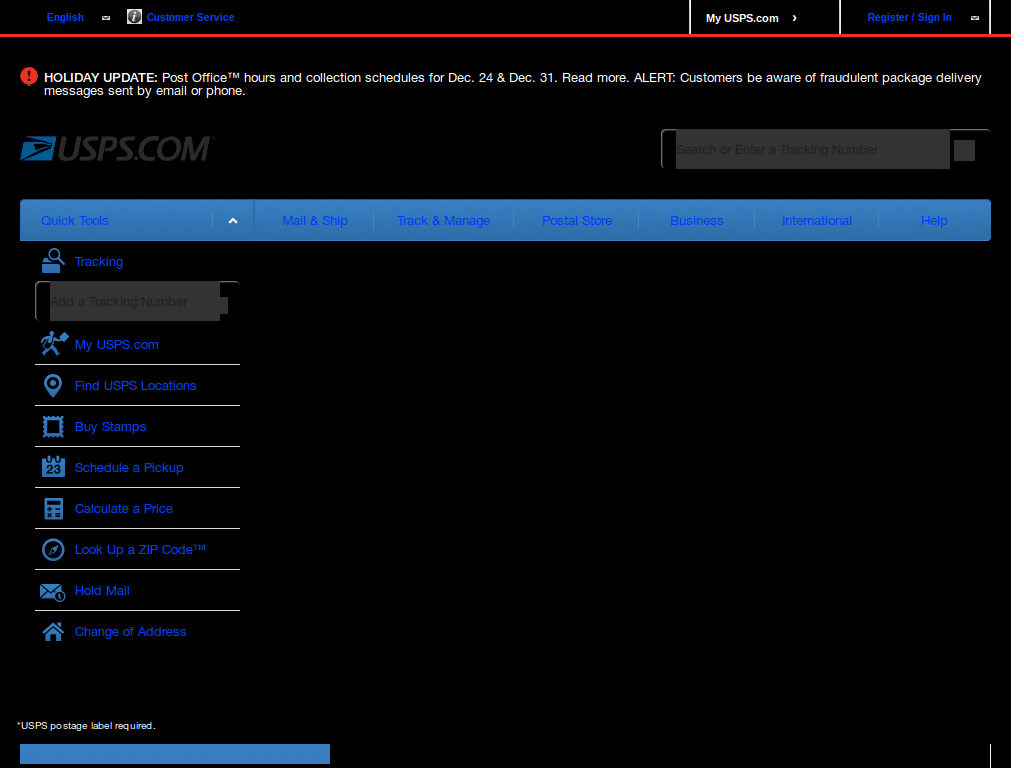 English
Customer Service
My USPS.com ›
Register / Sign In
HOLIDAY UPDATE: Post Office™ hours and collection schedules for Dec. 24 & Dec. 31. Read more. ALERT: Customers be aware of fraudulent package delivery
messages sent by email or phone.
USPS.COM
Search or Enter a Tracking Number
Quick Tools
Mail & Ship
Track & Manage
Postal Store
Business
International
Help
Tracking
Add a Tracking Number
My USPS.com
Find USPS Locations
Buy Stamps
23
Schedule a Pickup
Calculate a Price
Look Up a ZIP Code™
Hold Mail
Change of Address
*USPS postage label required.